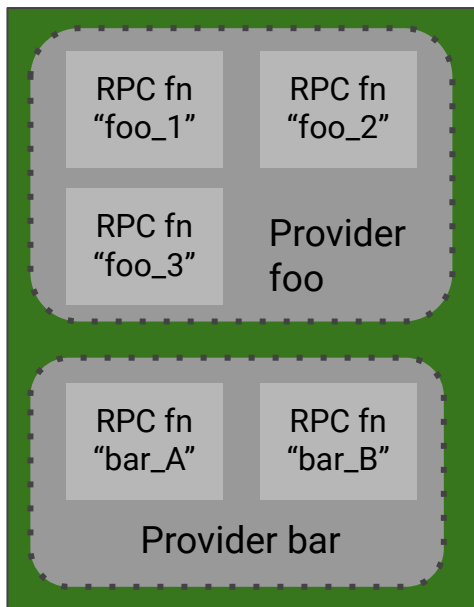 RPC fn
“foo_1”
RPC fn
“foo_2”
RPC fn
“foo_3”
Provider
foo
RPC fn
“bar_A”
RPC fn
“bar_B”
Provider bar